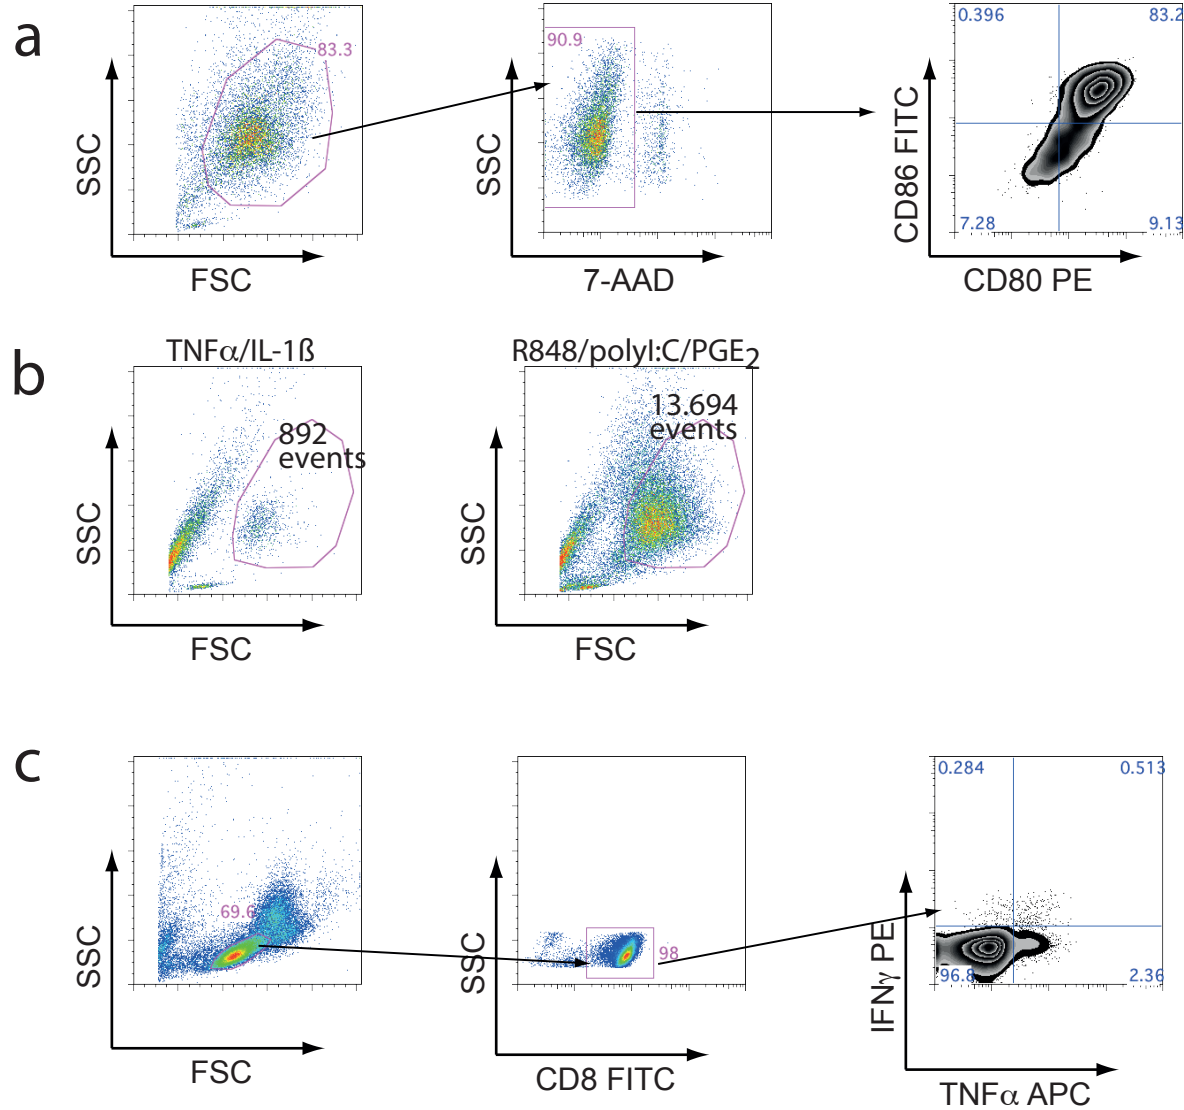 a
83.3
SSC
FSC
90.9
SSC
7-AAD
0.396
83.2
7.28
9.13
CD86 FITC
CD80 PE
b
TNFα/IL-1ß
892
events
SSC
FSC
R848/polyI:C/PGE2
13.694
events
SSC
FSC
c
69.6
SSC
FSC
98
SSC
CD8 FITC
0.284
0.513
96.8
2.36
IFNγ PE
TNFα APC